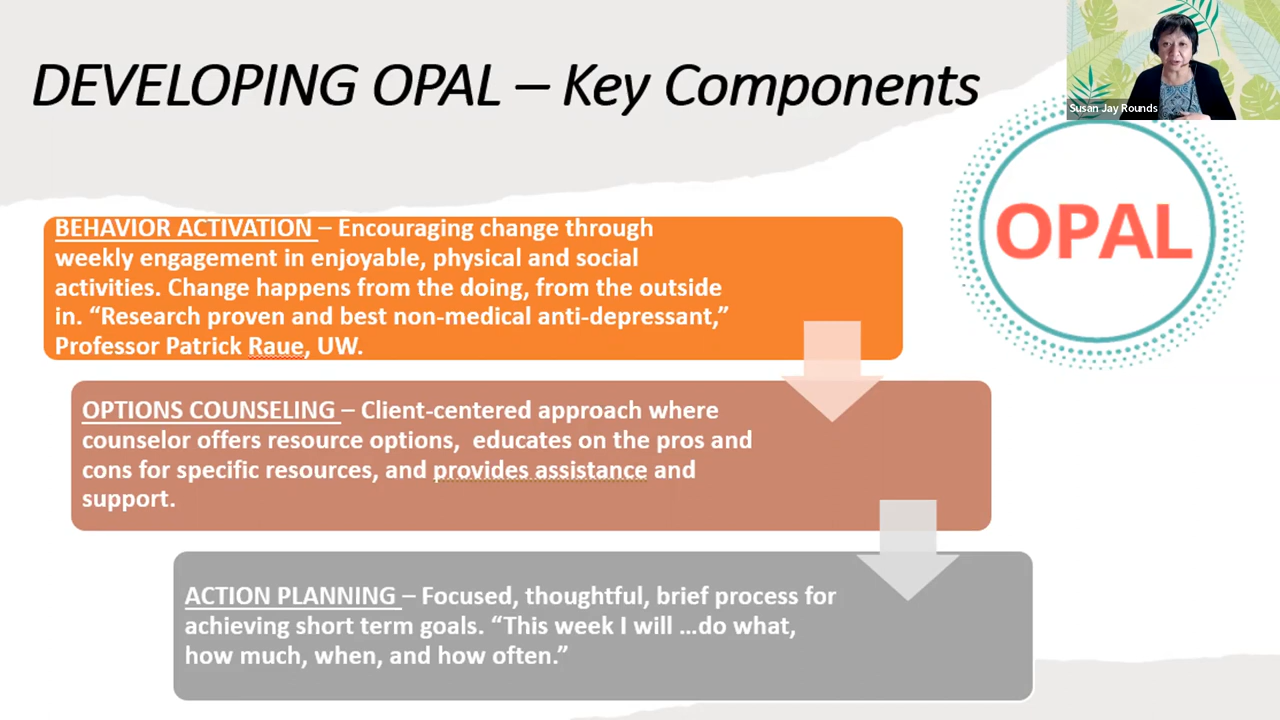 DEVELOPING OPAL – Key Components
Susan Jay Rounds
OPAL
BEHAVIOR ACTIVATION – Encouraging change through
weekly engagement in enjoyable, physical and social
activities. Change happens from the doing, from the outside
in. “Research proven and best non-medical anti-depressant,”
Professor Patrick Raue, UW.
OPTIONS COUNSELING – Client-centered approach where
counselor offers resource options,  educates on the pros and
cons for specific resources, and provides assistance and
support.
ACTION PLANNING – Focused, thoughtful, brief process for
achieving short term goals. “This week I will …do what,
how much, when, and how often.”